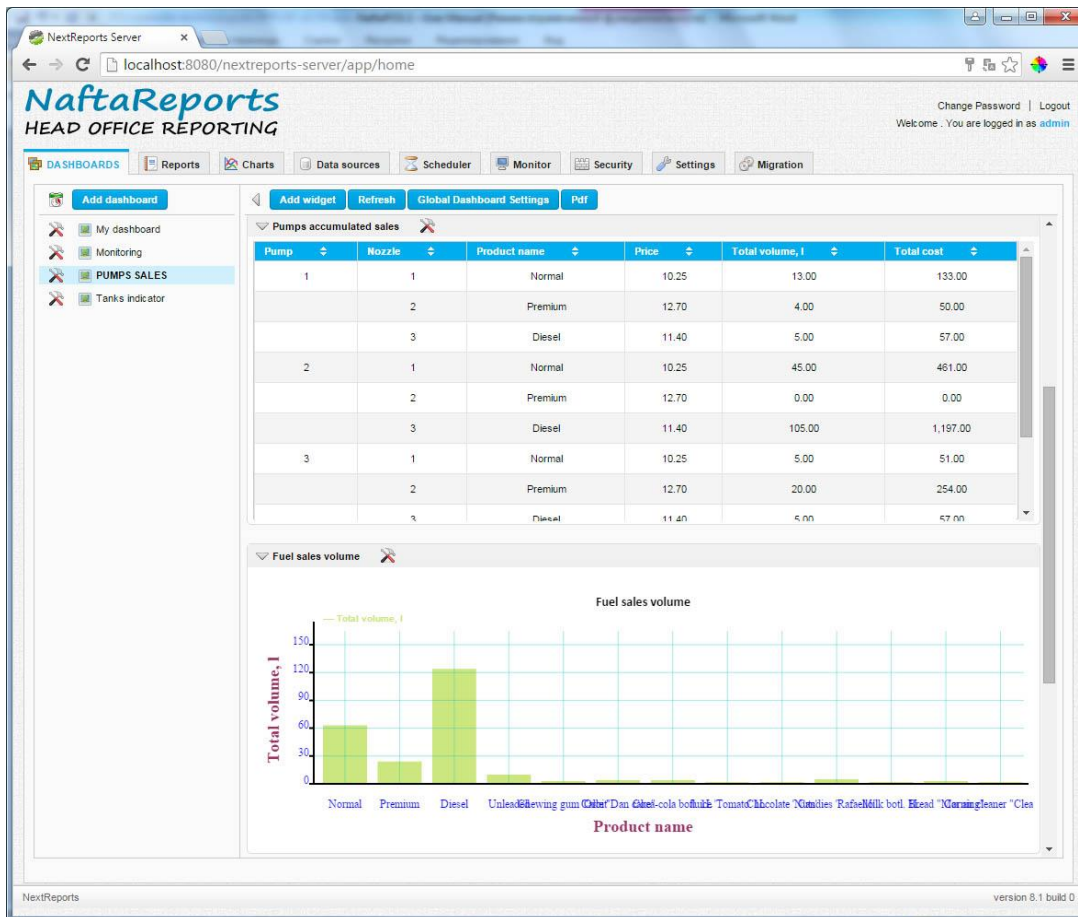 NextReports Server
localhost:8080/nextreports-server/app/home
NaftaReports
HEAD OFFICE REPORTING
Change Password | Logout
Welcome . You are logged in as admin
DASHBOARDS Reports Charts Data sources Scheduler Monitor Security Settings Migration
Add dashboard
My dashboard
Monitoring
PUMPS SALES
Tanks indicator
Add widget Refresh Global Dashboard Settings Pdf
Pumps accumulated sales
Pump Nozzle Product name Price Total volume, l Total cost
1 1 Normal 10.25 13.00 133.00
2 Premium 12.70 4.00 50.00
3 Diesel 11.40 5.00 57.00
2 1 Normal 10.25 45.00 461.00
2 Premium 12.70 0.00 0.00
3 Diesel 11.40 105.00 1,197.00
3 1 Normal 10.25 5.00 51.00
2 Premium 12.70 20.00 254.00
3 Diesel 11.40 5.00 57.00
Fuel sales volume
Fuel sales volume
Total volume, l
Total volume, l
150
120
90
60
30
0
Normal Premium Diesel
Product name
NextReports
version 8.1 build 0